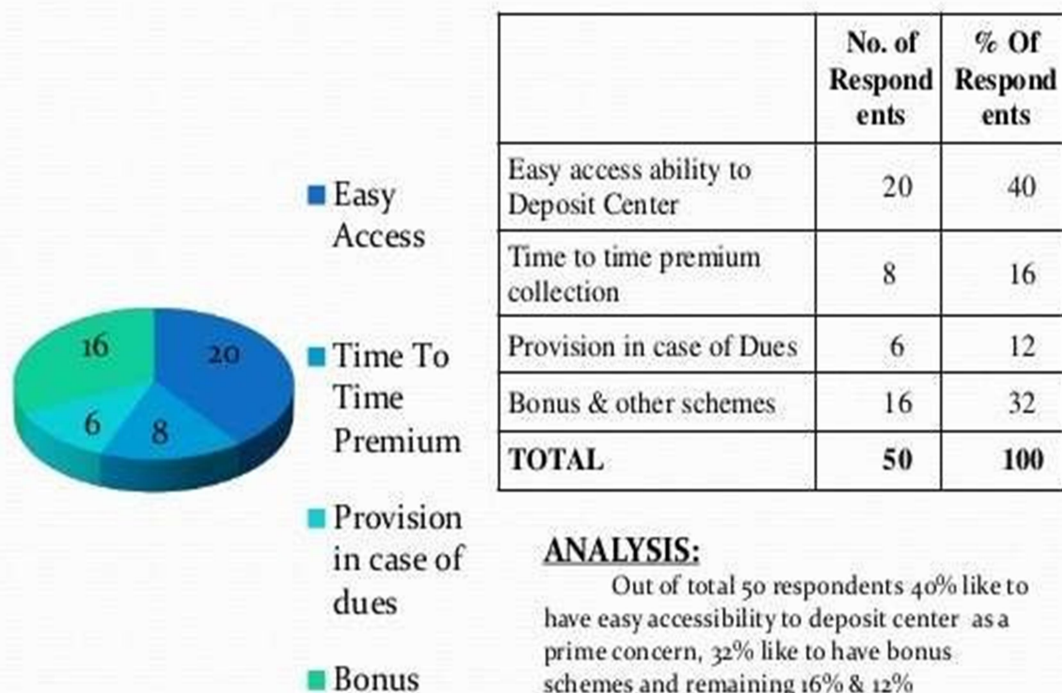 16
20
6
8
Easy
Access
Time To
Time
Premium
Provision
in case of
dues
Bonus
No. of Respond ents % Of Respond ents
Easy access ability to Deposit Center 20 40
Time to time premium collection 8 16
Provision in case of Dues 6 12
Bonus & other schemes 16 32
TOTAL 50 100
ANALYSIS:
Out of total 50 respondents 40% like to
have easy accessibility to deposit center as a
prime concern, 32% like to have bonus
schemes and remaining 16% & 12%